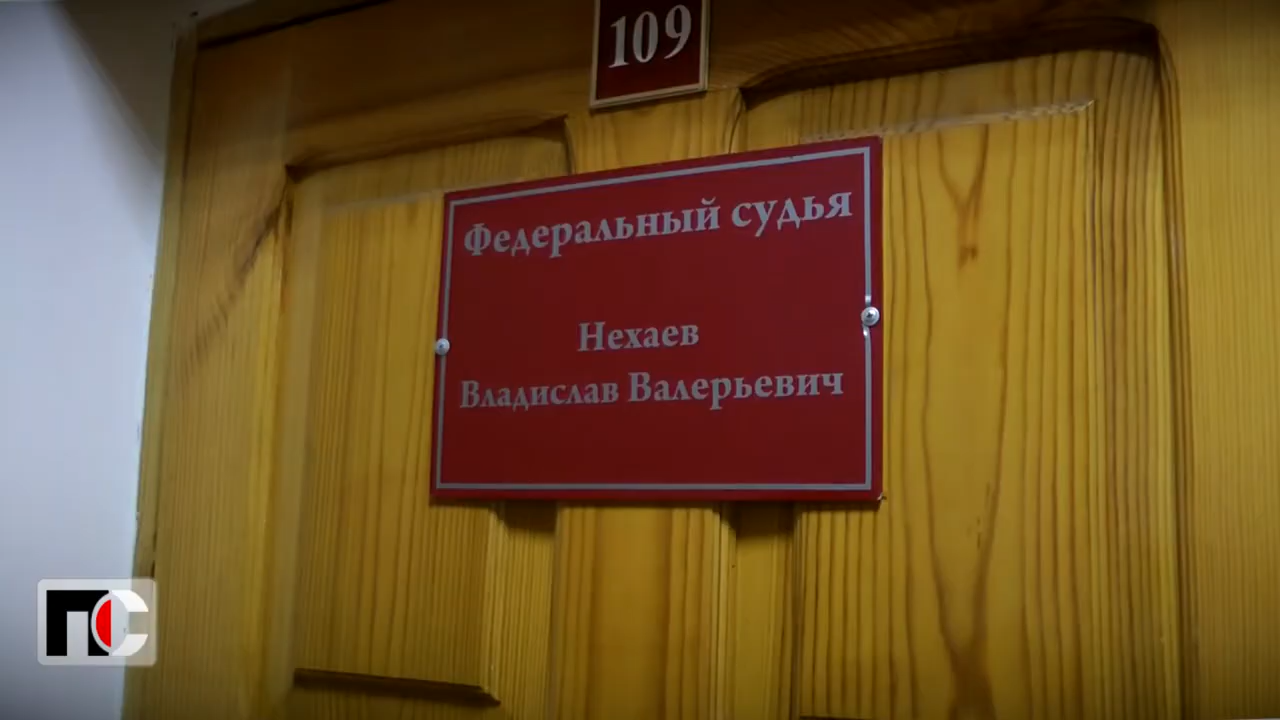 109
Федеральный судья
Нехаев
Владислав Валерьевич
ПС